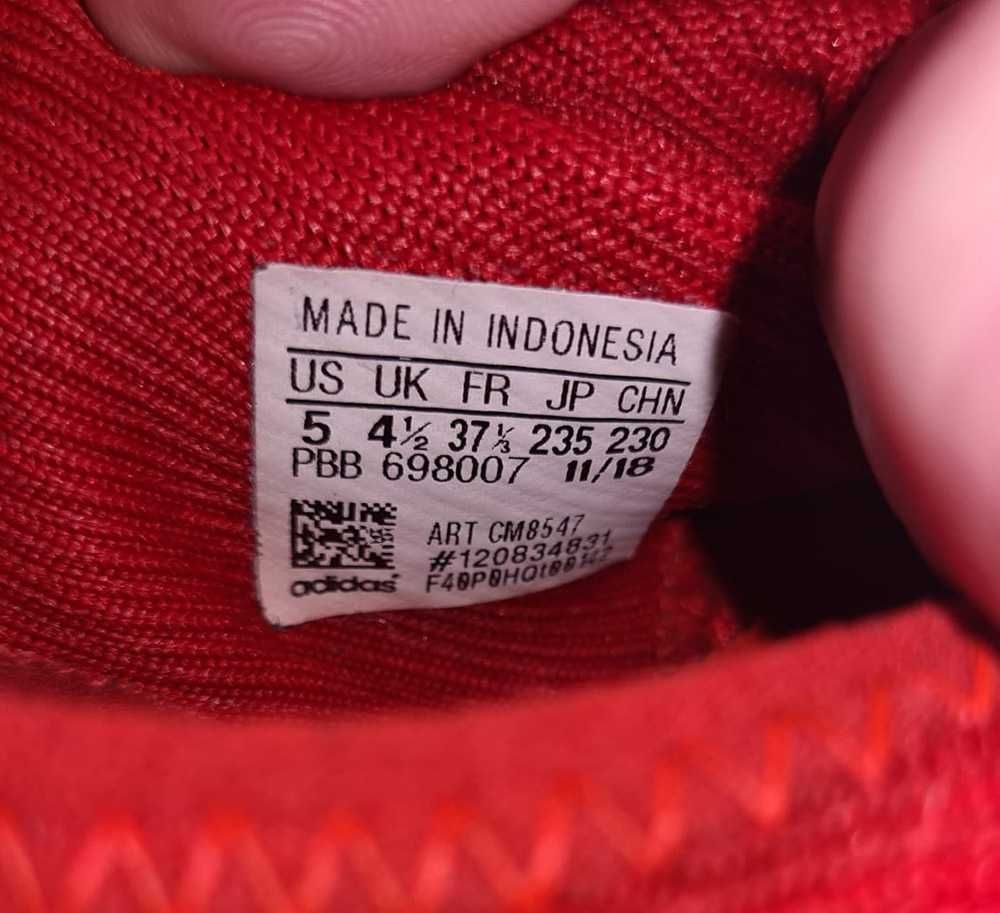 MADE IN INDONESIA
US UK FR JP CHN
5 4½ 37⅓ 235 230
PBB 698007 11/18
ART CM8547
#120834831
adidas